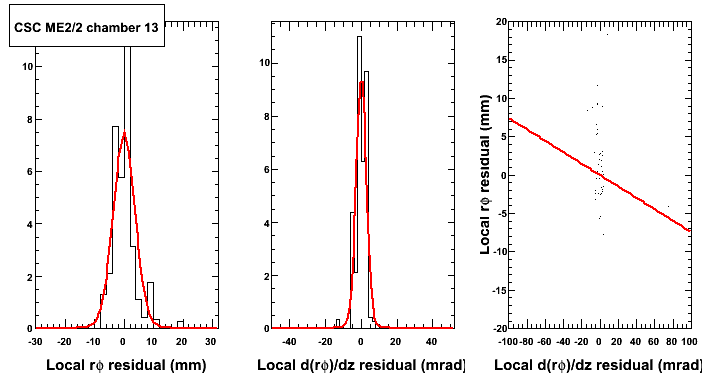 CSC ME2/2 chamber 13
10
8
6
4
2
0
-30 -20 -10 0 10 20 30
Local rϕ residual (mm)
10
8
6
4
2
0
-40 -20 0 20 40
Local d(rϕ)/dz residual (mrad)
Local rϕ residual (mm)
20
15
10
5
0
-5
-10
-15
-20
-100 -80 -60 -40 -20 0 20 40 60 80 100
Local d(rϕ)/dz residual (mrad)